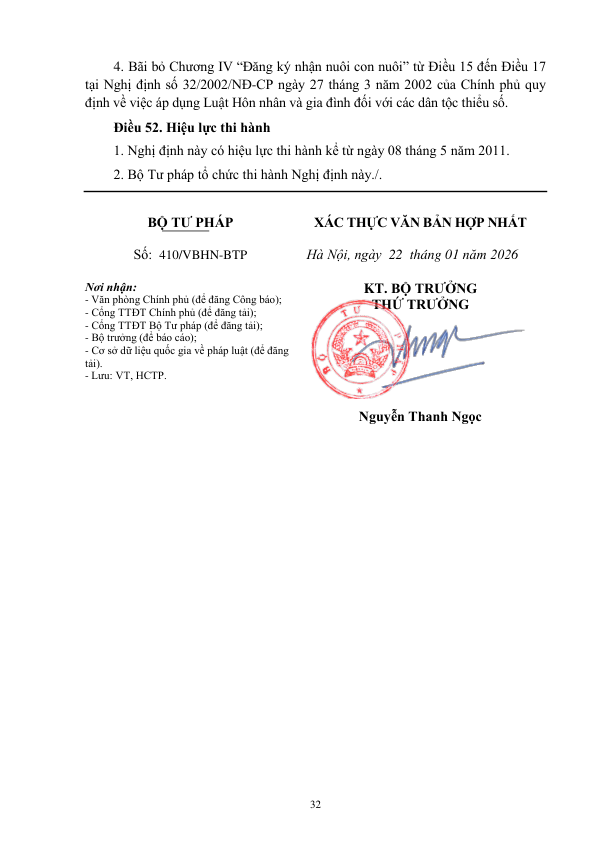 4. Bãi bỏ Chương IV “Đăng ký nhận nuôi con nuôi” từ Điều 15 đến Điều 17
tại Nghị định số 32/2002/NĐ-CP ngày 27 tháng 3 năm 2002 của Chính phủ quy
định về việc áp dụng Luật Hôn nhân và gia đình đối với các dân tộc thiểu số.
Điều 52. Hiệu lực thi hành
1. Nghị định này có hiệu lực thi hành kể từ ngày 08 tháng 5 năm 2011.
2. Bộ Tư pháp tổ chức thi hành Nghị định này./.
BỘ TƯ PHÁP
Số: 410/VBHN-BTP
XÁC THỰC VĂN BẢN HỢP NHẤT
Hà Nội, ngày 22 tháng 01 năm 2026
Nơi nhận:
- Văn phòng Chính phủ (để đăng Công báo);
- Cổng TTĐT Chính phủ (để đăng tải);
- Cổng TTĐT Bộ Tư pháp (để đăng tải);
- Bộ trưởng (để báo cáo);
- Cơ sở dữ liệu quốc gia về pháp luật (để đăng
tải).
- Lưu: VT, HCTP.
KT. BỘ TRƯỞNG
THỨ TRƯỞNG
BỘ TƯ PHÁP
Nguyễn Thanh Ngọc
32